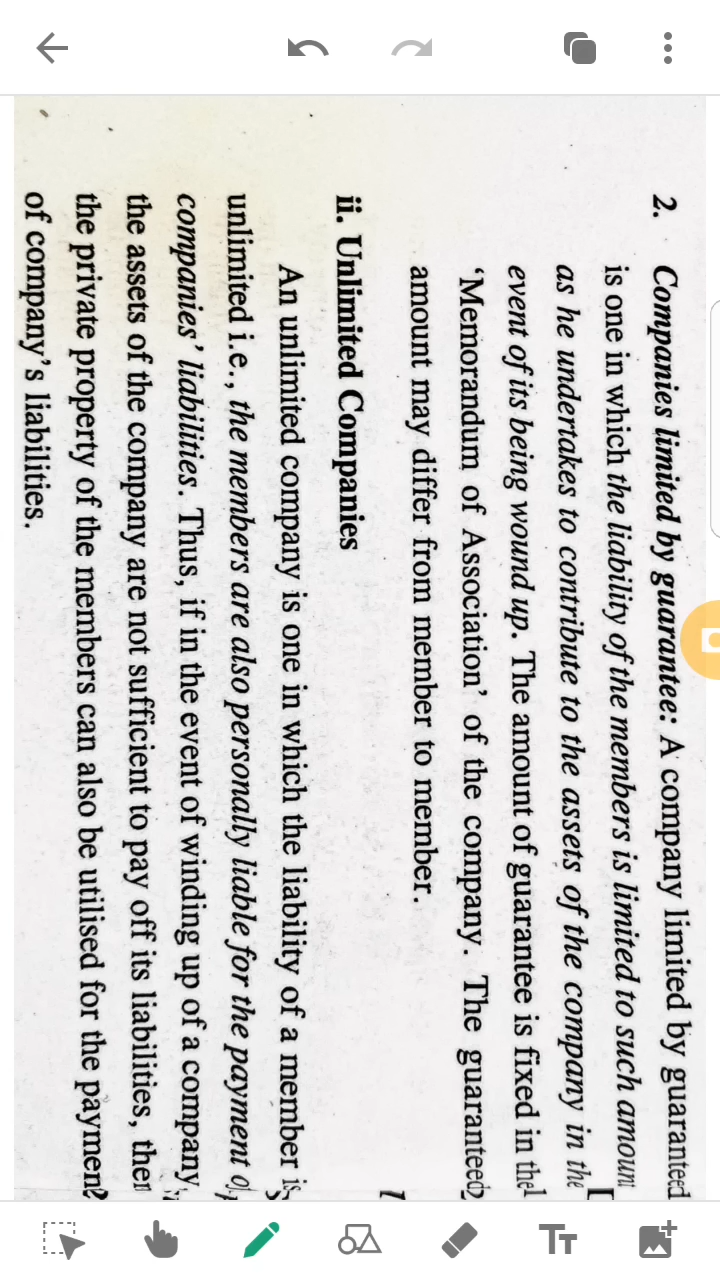 2. Companies limited by guarantee: A company limited by guaranteed
is one in which the liability of the members is limited to such amount
as he undertakes to contribute to the assets of the company in the
event of its being wound up. The amount of guarantee is fixed in the
‘Memorandum of Association’ of the company. The guaranteed
amount may differ from member to member.
ii. Unlimited Companies
An unlimited company is one in which the liability of a member is
unlimited i.e., the members are also personally liable for the payment
companies’ liabilities. Thus, if in the event of winding up of a company,
the assets of the company are not sufficient to pay off its liabilities, then
the private property of the members can also be utilised for the payment
of company’s liabilities.
Tт